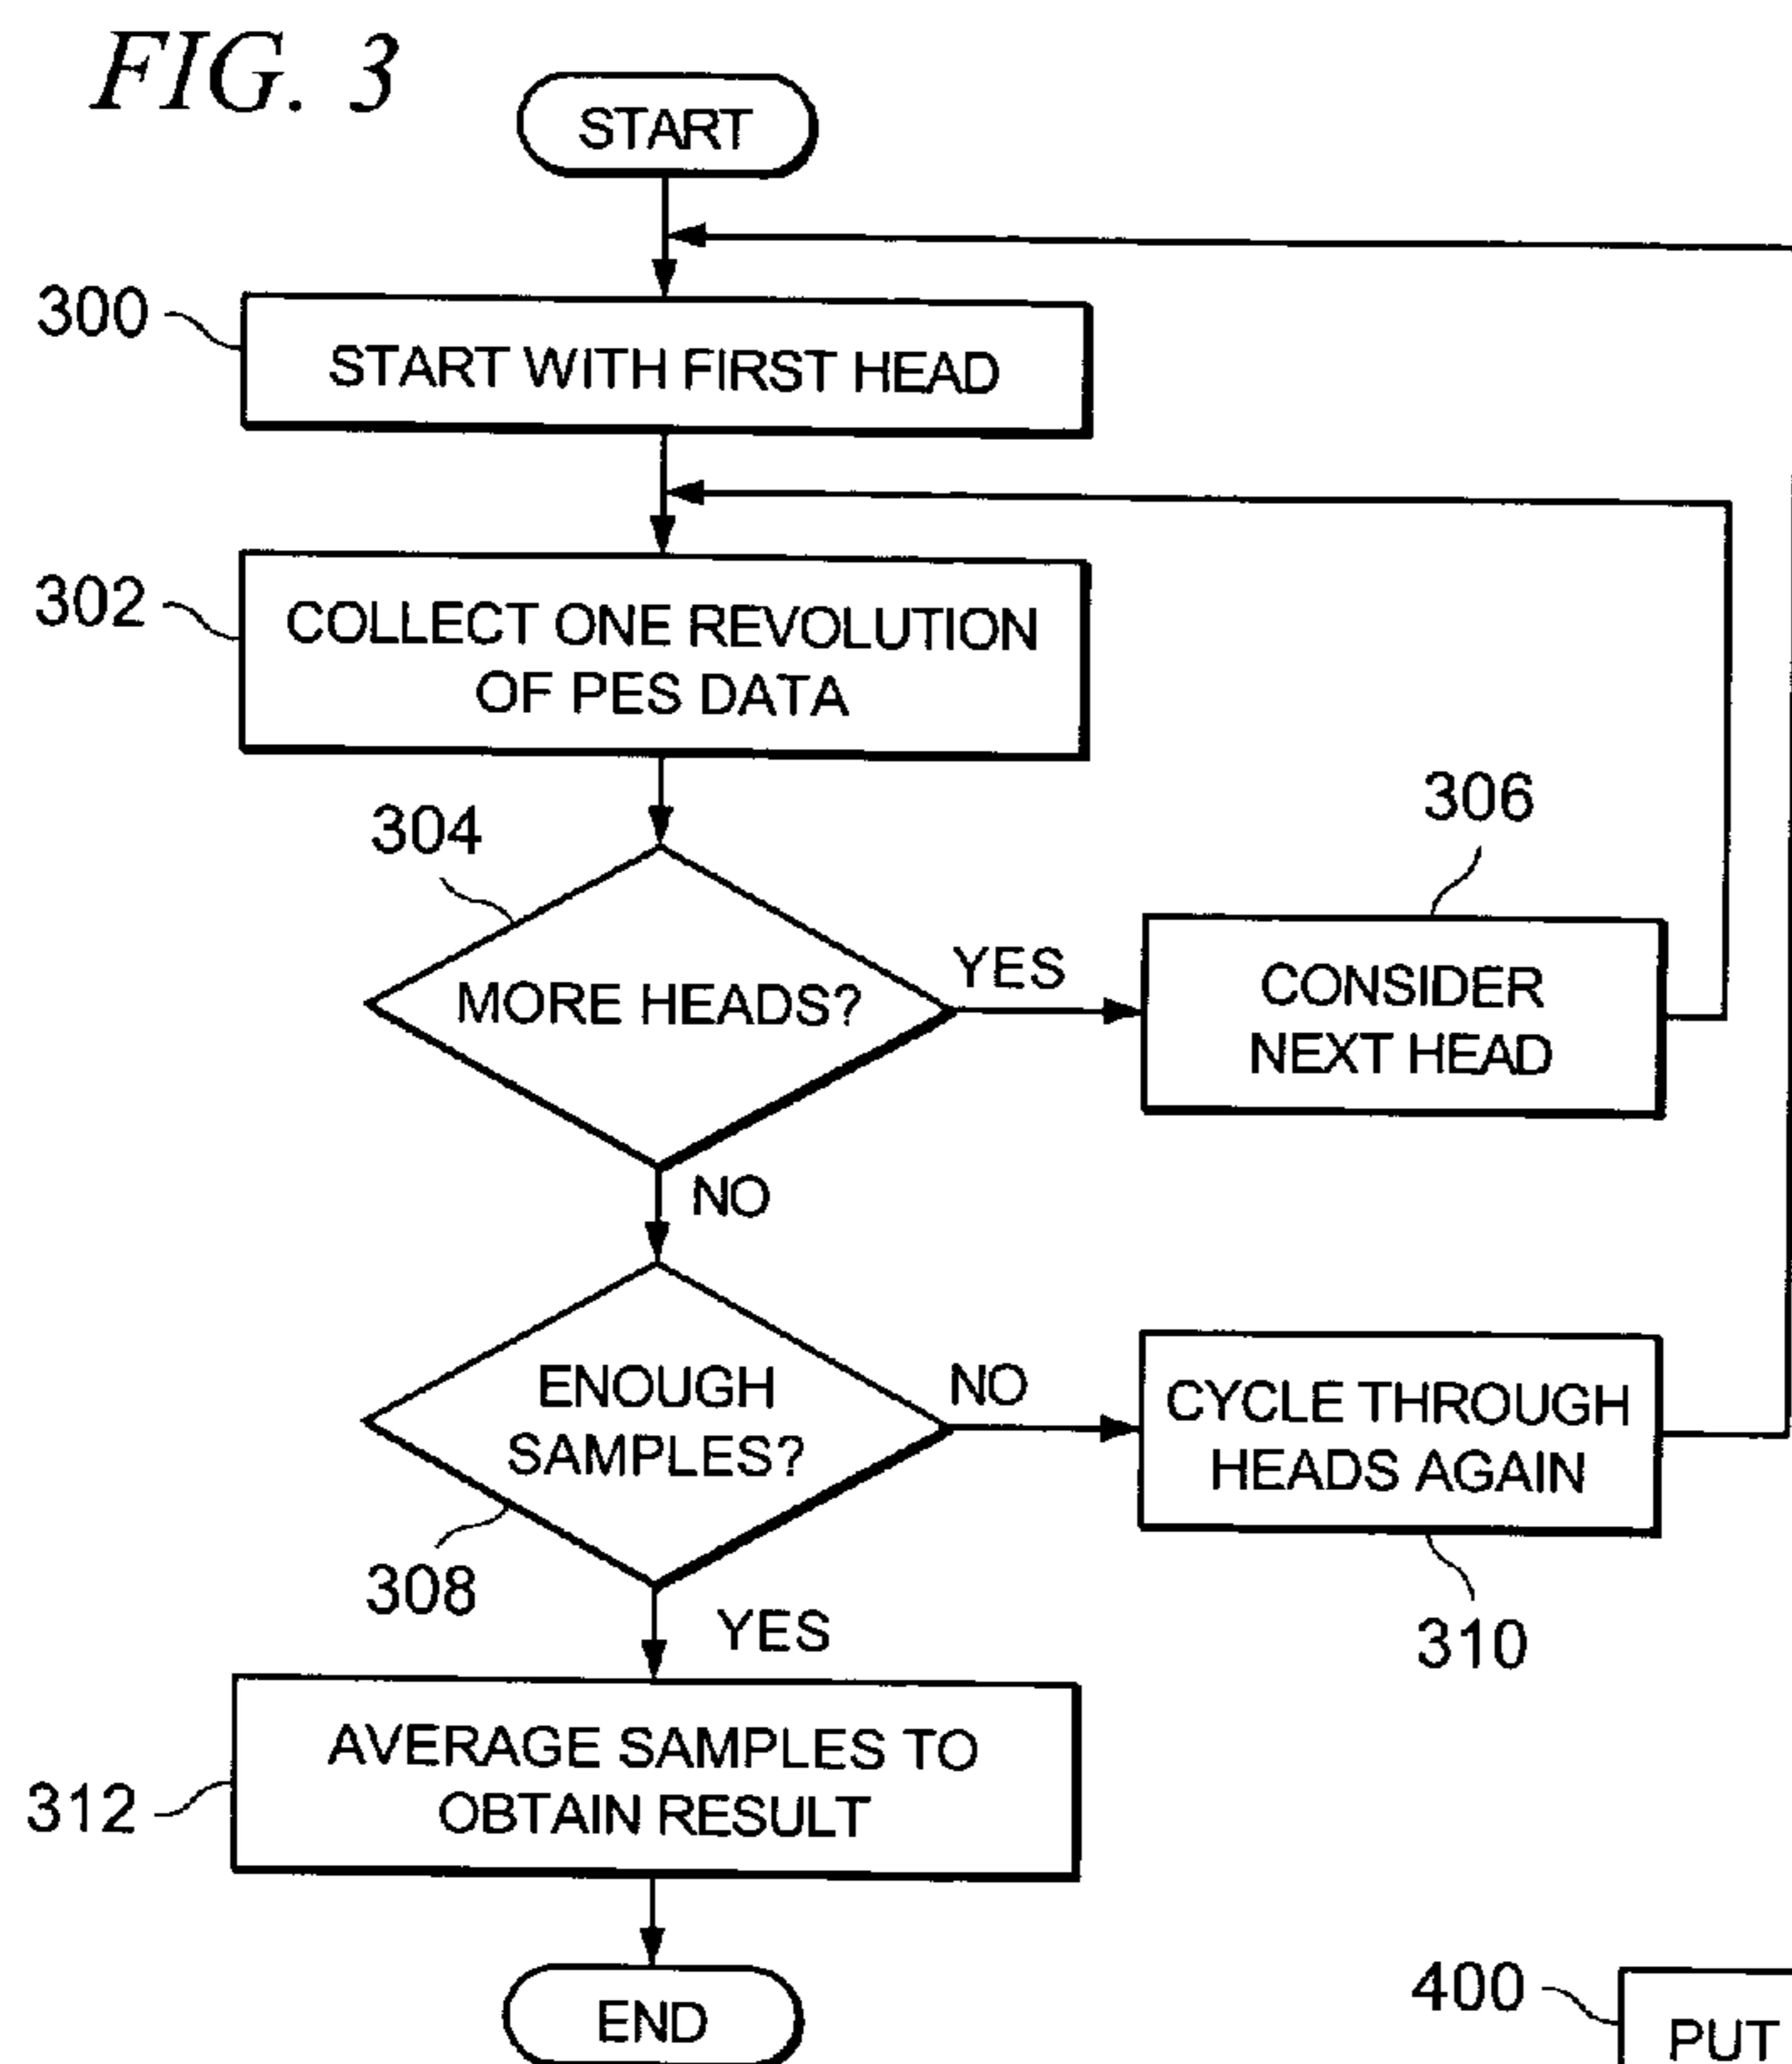 FIG. 3
START
300
START WITH FIRST HEAD
302
COLLECT ONE REVOLUTION
OF PES DATA
304
MORE HEADS?
YES
306
CONSIDER
NEXT HEAD
NO
ENOUGH
SAMPLES?
308
NO
CYCLE THROUGH
HEADS AGAIN
310
YES
312
AVERAGE SAMPLES TO
OBTAIN RESULT
END
400
PUT